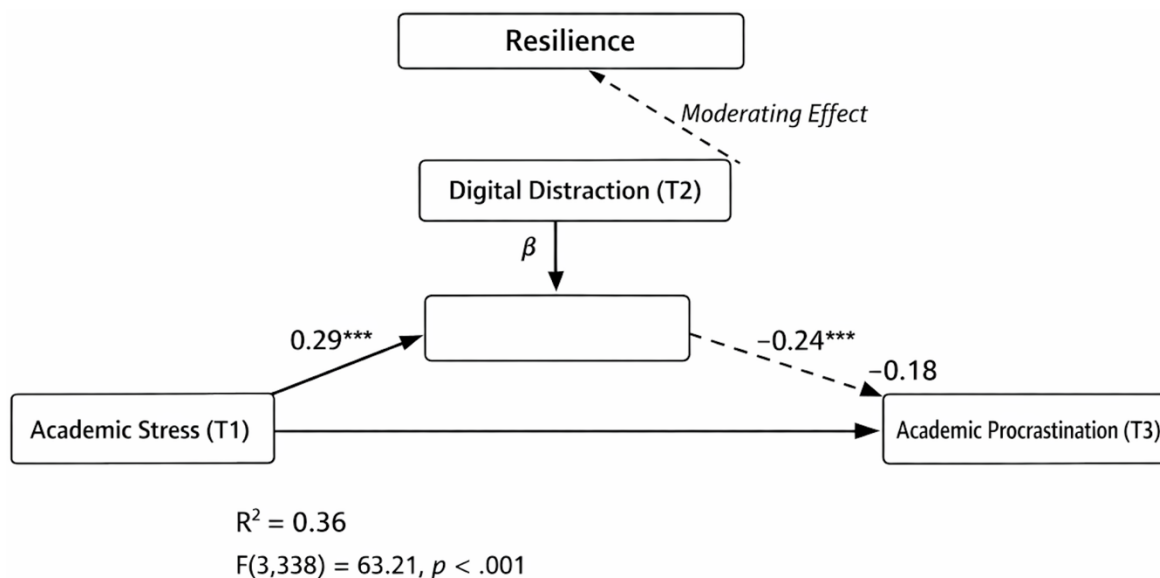 Resilience
Moderating Effect
Digital Distraction (T2)
β
0.29***
−0.24***
−0.18
Academic Stress (T1)
Academic Procrastination (T3)
R² = 0.36
F(3,338) = 63.21, p < .001